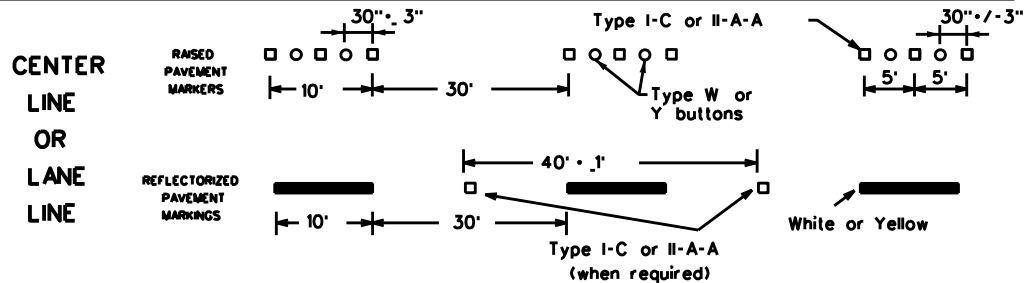 CENTER
LINE
OR
LANE
LINE
RAISED
PAVEMENT
MARKERS
30"·_ 3"
10'
30'
Type I-C or II-A-A
Type W or
Y buttons
30"·/-3"
5' 5'
REFLECTORIZED
PAVEMENT
MARKINGS
10'
30'
40' · _1'
Type I-C or II-A-A
(when required)
White or Yellow